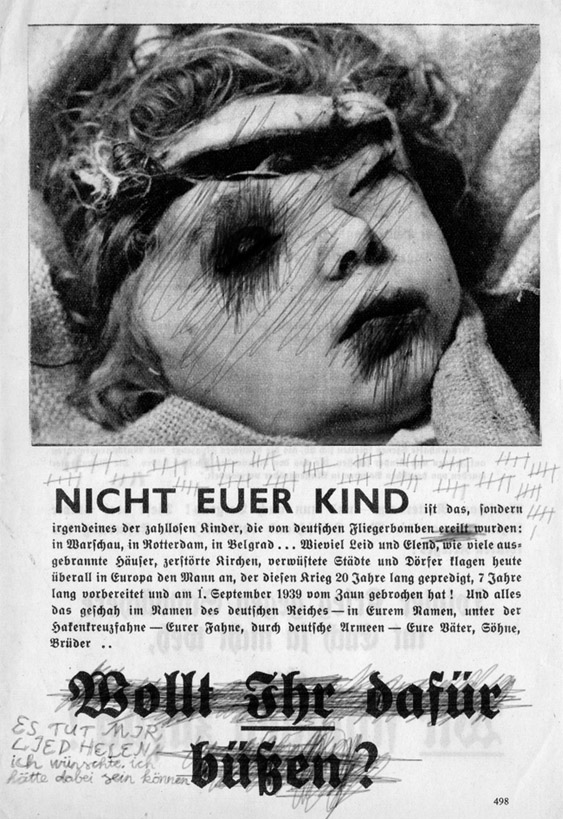 NICHT EUER KIND ist das, sondern
irgendeines der zahllosen Kinder, die von deutschen Fliegerbomben ereilt wurden:
in Warschau, in Rotterdam, in Belgrad ... Wieviel Leid und Elend, wie viele aus-
gebrannte Häuser, zerstörte Kirchen, verwüstete Städte und Dörfer klagen heute
überall in Europa den Mann an, der diesen Krieg 20 Jahre lang gepredigt, 7 Jahre
lang vorbereitet und am 1. September 1939 vom Zaun gebrochen hat! Und alles
das geschah im Namen des deutschen Reiches — in Eurem Namen, unter der
Hakenkreuzfahne — Eurer Fahne, durch deutsche Armeen — Eure Väter, Söhne,
Brüder ..
Wollt Ihr dafür
büßen?
ES TUT MIR
LIED HELENA
ich wünschte, ich
hätte dabei sein können
498